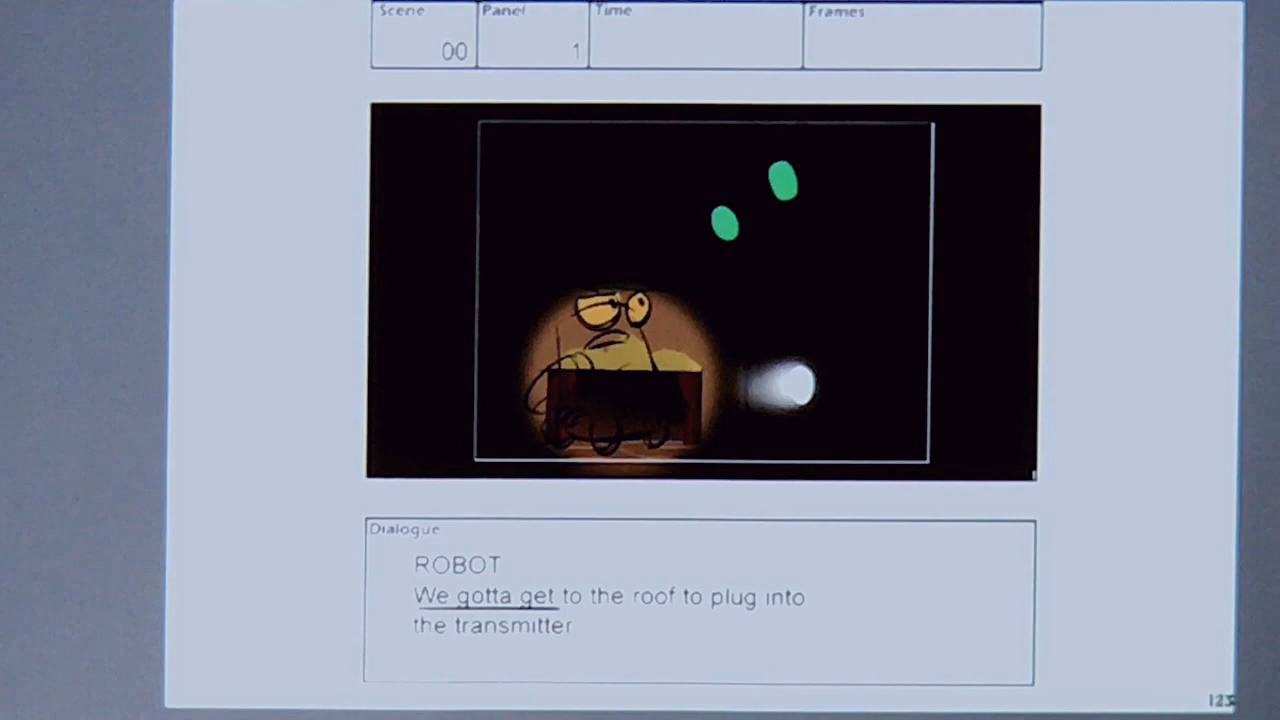 Scene Panel Time Frames
00 1
Dialogue
ROBOT
We gotta get to the roof to plug into
the transmitter